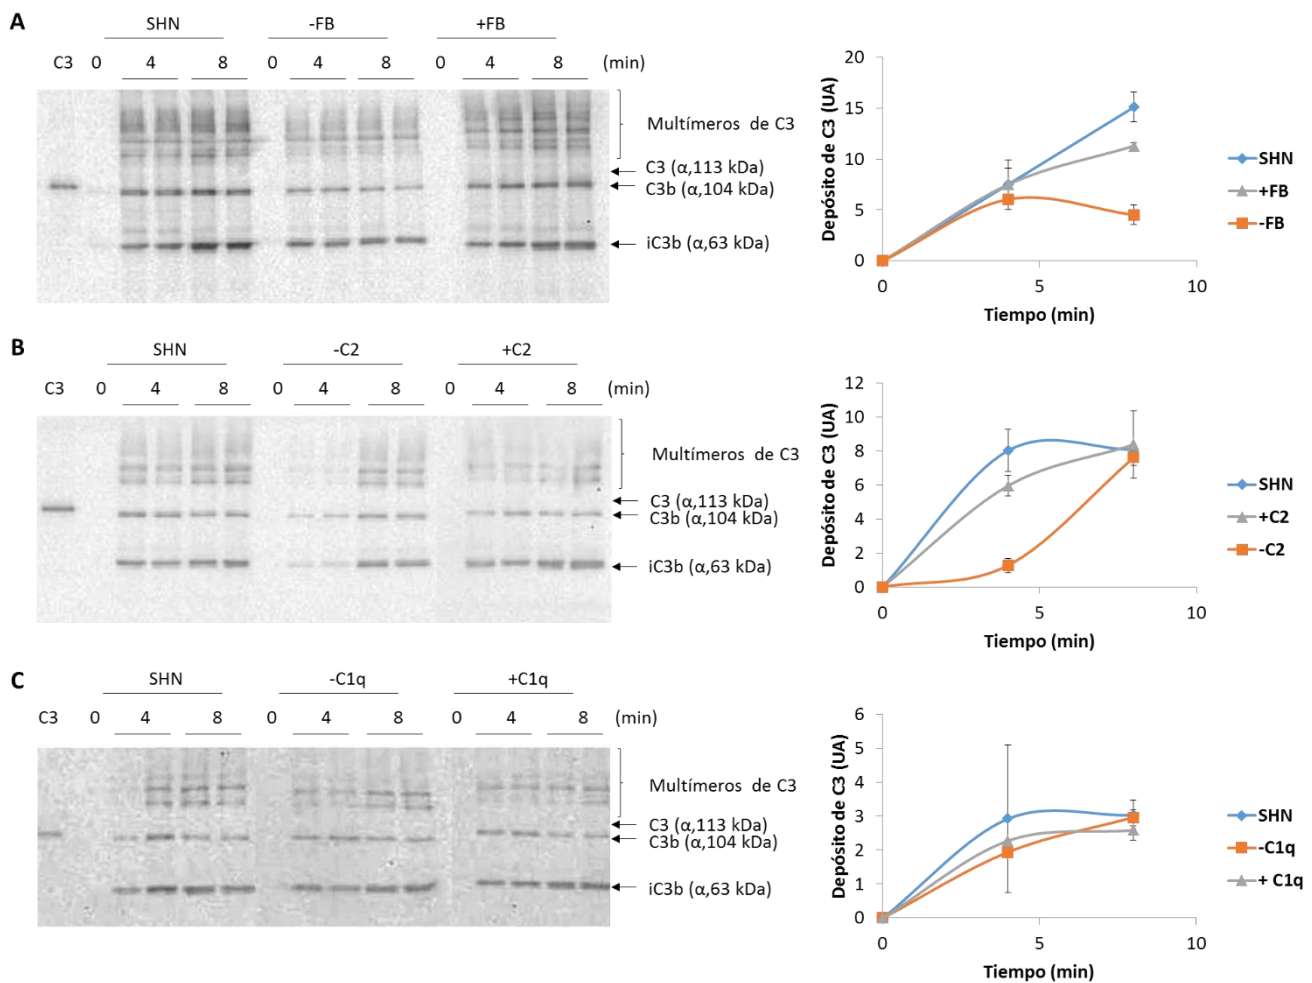 A
SHN -FB +FB
C3 0 4 8 0 4 8 0 4 8 (min)
Multímeros de C3
C3 (α,113 kDa)
C3b (α,104 kDa)
iC3b (α,63 kDa)
Depósito de C3 (UA)
20
15
10
5
0
0 5 10
Tiempo (min)
SHN
+FB
-FB
B
SHN -C2 +C2
C3 0 4 8 0 4 8 0 4 8 (min)
Multímeros de C3
C3 (α,113 kDa)
C3b (α,104 kDa)
iC3b (α,63 kDa)
Depósito de C3 (UA)
12
10
8
6
4
2
0
0 5 10
Tiempo (min)
SHN
+C2
-C2
C
SHN -C1q +C1q
C3 0 4 8 0 4 8 0 4 8 (min)
Multímeros de C3
C3 (α,113 kDa)
C3b (α,104 kDa)
iC3b (α,63 kDa)
Depósito de C3 (UA)
6
5
4
3
2
1
0
0 5 10
Tiempo (min)
SHN
-C1q
+ C1q